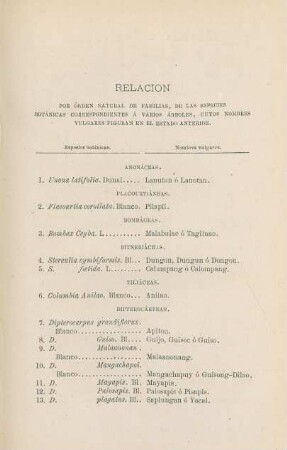 RELACION
POR ÓRDEN NATURAL DE FAMILIAS, DE LAS ESPECIES
BOTÁNICAS CORRESPONDIENTES Á VARIOS ÁRBOLES, CUYOS NOMBRES
VULGARES FIGURAN EN EL ESTADO ANTERIOR.
Especies botánicas. Nombres vulgares.
ANONÁCEAS.
1. Unona latifolia. Dunal..... Lanutan ó Lanotan.
FLACOURTIÁNEAS.
2. Flacourtia Blanco. Pitipit.
BOMBÁCEAS.
3. Bombax Ceyba. L......... Malabulac ó Taglinao.
BITNERIÁCEAS.
4. Sterculia cymbiformis. Bl.. Dungon, Dungun ó Dongon.
5. S. fœtida. L...... Calumpang ó Calompang.
TILIÁCEAS.
6. Columbia Anilao. Blanco... Anilao.
DIPTEROCÁRPEAS.
7. Dipterocarpus grandiflorus.
Blanco............. Apiton.
8. D. Guiso. Bl.... Guijo, Guisoc ó Guiso.
9. D. Malaanonan.
Blanco................. Malaanonang.
10. D. Mangachapoi.
Blanco................. Mangachapuy ó Guisong-Dilao.
11. D. Mayapis. Bl. Mayapis.
12. D. Palosapis. Bl. Palosapis ó Pisopis.
13. D. plagatus. Bl. Saplungan ó Yacal.